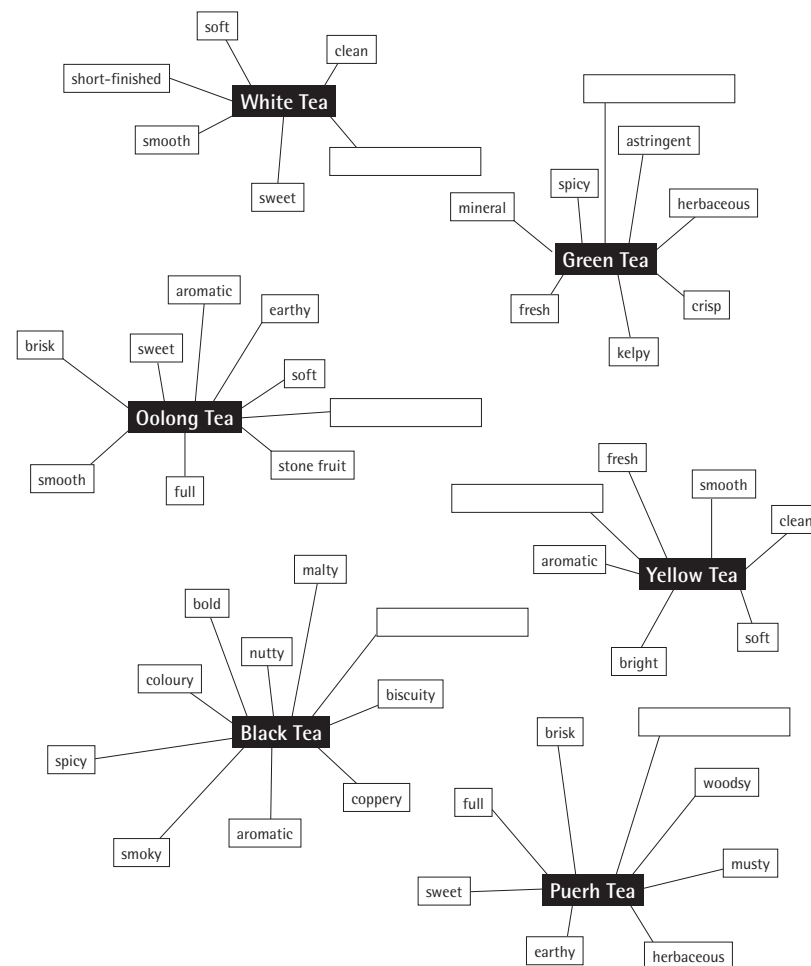 soft
clean
short-finished
White Tea
smooth
sweet
astringent
spicy
herbaceous
mineral
Green Tea
fresh
crisp
kelpy
aromatic
earthy
brisk
sweet
soft
Oolong Tea
smooth
full
stone fruit
fresh
smooth
clean
aromatic
Yellow Tea
soft
bright
malty
bold
nutty
coloury
biscuity
Black Tea
spicy
coppery
aromatic
smoky
brisk
woodsy
full
musty
sweet
Puerh Tea
earthy
herbaceous